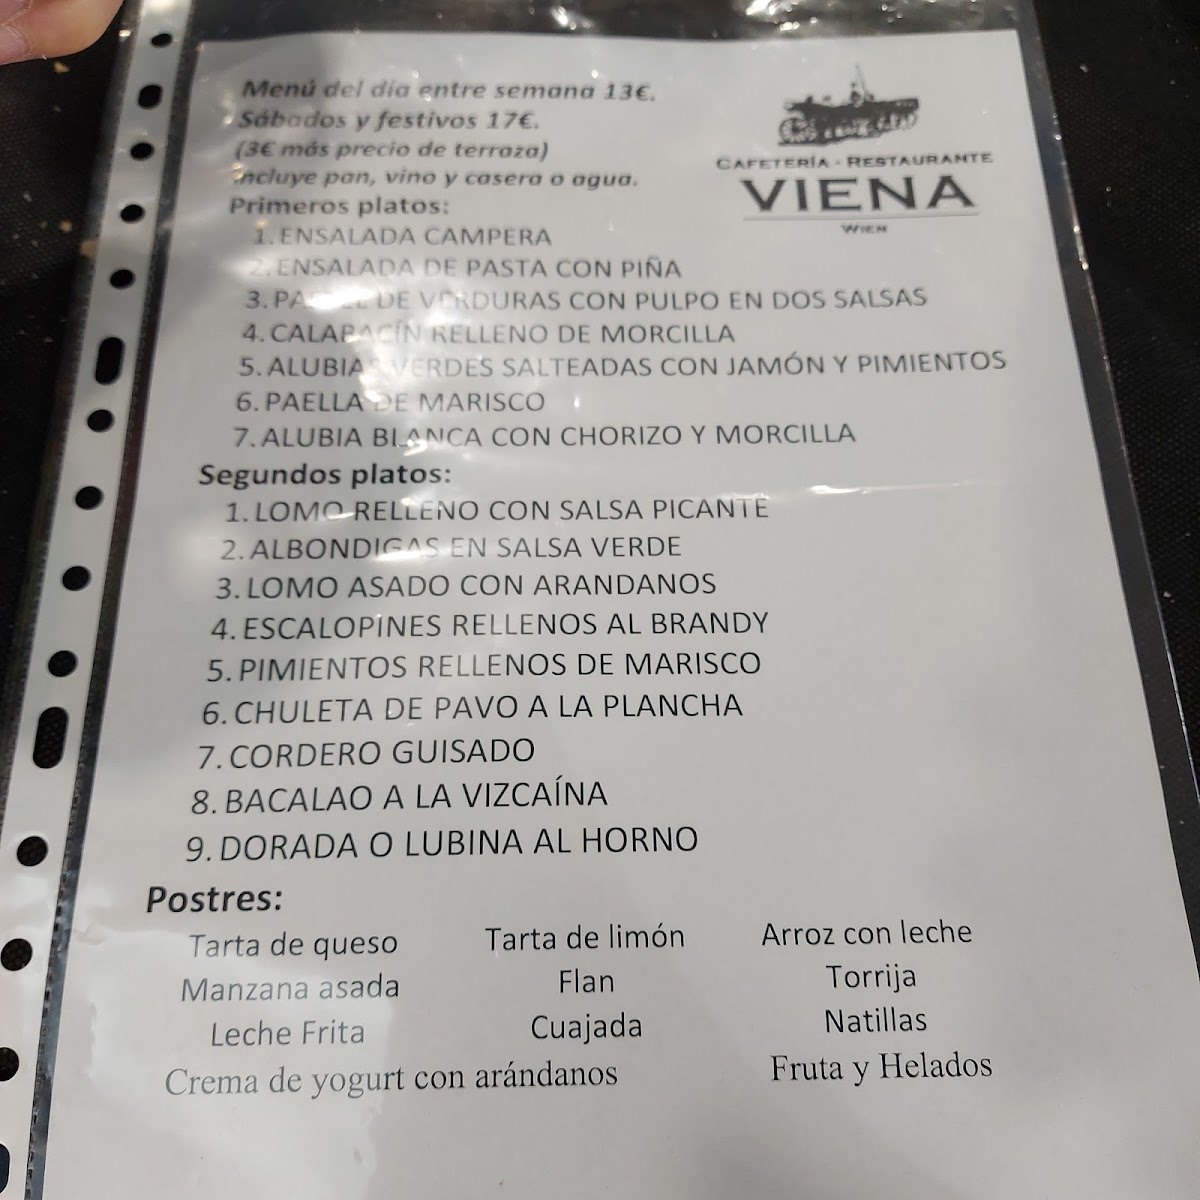 Menú del día entre semana 13€.
Sábados y festivos 17€.
(3€ más precio de terraza)
Incluye pan, vino y casera o agua.
CAFETERÍA - RESTAURANTE
VIENA
WIEN
Primeros platos:
1. ENSALADA CAMPERA
2. ENSALADA DE PASTA CON PIÑA
3. DE VERDURAS CON PULPO EN DOS SALSAS
4. CALABACÍN RELLENO DE MORCILLA
5. ALUBIAS VERDES SALTEADAS CON JAMÓN Y PIMIENTOS
6. PAELLA DE MARISCO
7. ALUBIA BLANCA CON CHORIZO Y MORCILLA
Segundos platos:
1. LOMO RELLENO CON SALSA PICANTE
2. ALBONDIGAS EN SALSA VERDE
3. LOMO ASADO CON ARANDANOS
4. ESCALOPINES RELLENOS AL BRANDY
5. PIMIENTOS RELLENOS DE MARISCO
6. CHULETA DE PAVO A LA PLANCHA
7. CORDERO GUISADO
8. BACALAO A LA VIZCAÍNA
9. DORADA O LUBINA AL HORNO
Postres:
Tarta de queso Tarta de limón Arroz con leche
Manzana asada Flan Torrija
Leche Frita Cuajada Natillas
Crema de yogurt con arándanos Fruta y Helados